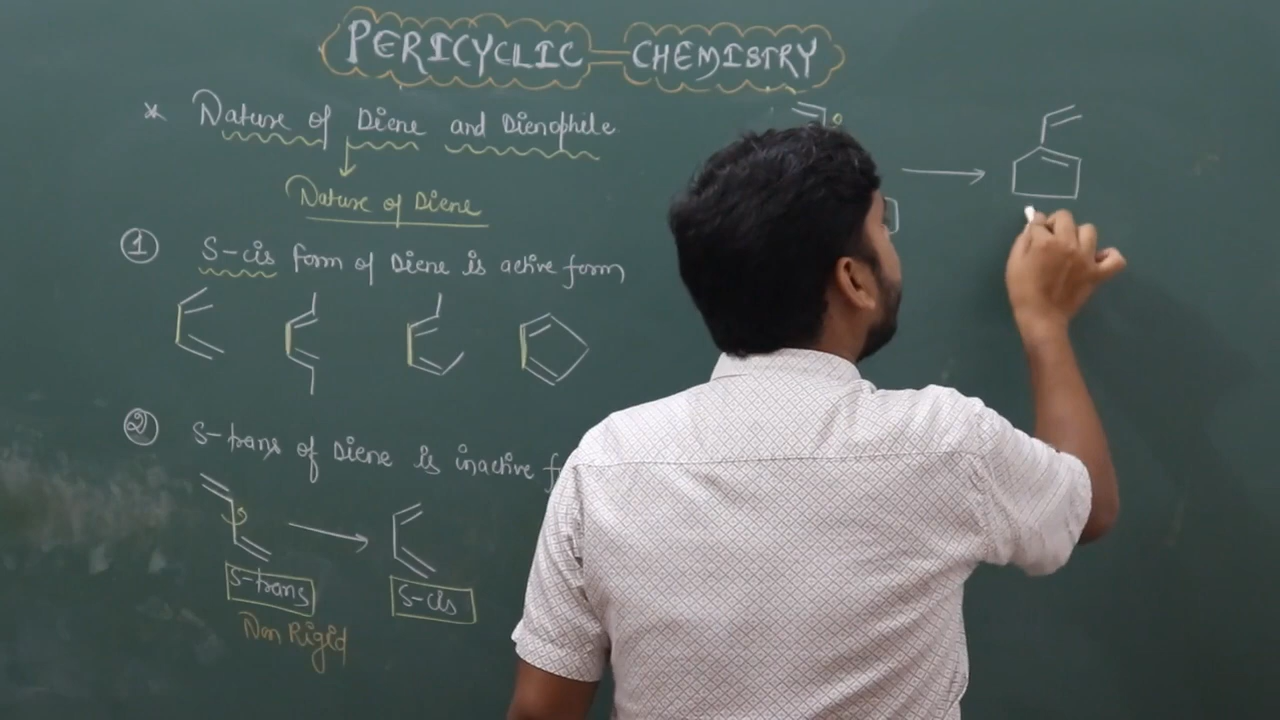 PERICYCLIC - CHEMISTRY
* Nature of Diene and Dienophile.
Nature of Diene
① S-cis form of Diene is active form
② S-trans of Diene is inactive
S-trans
S-cis
Non Rigid